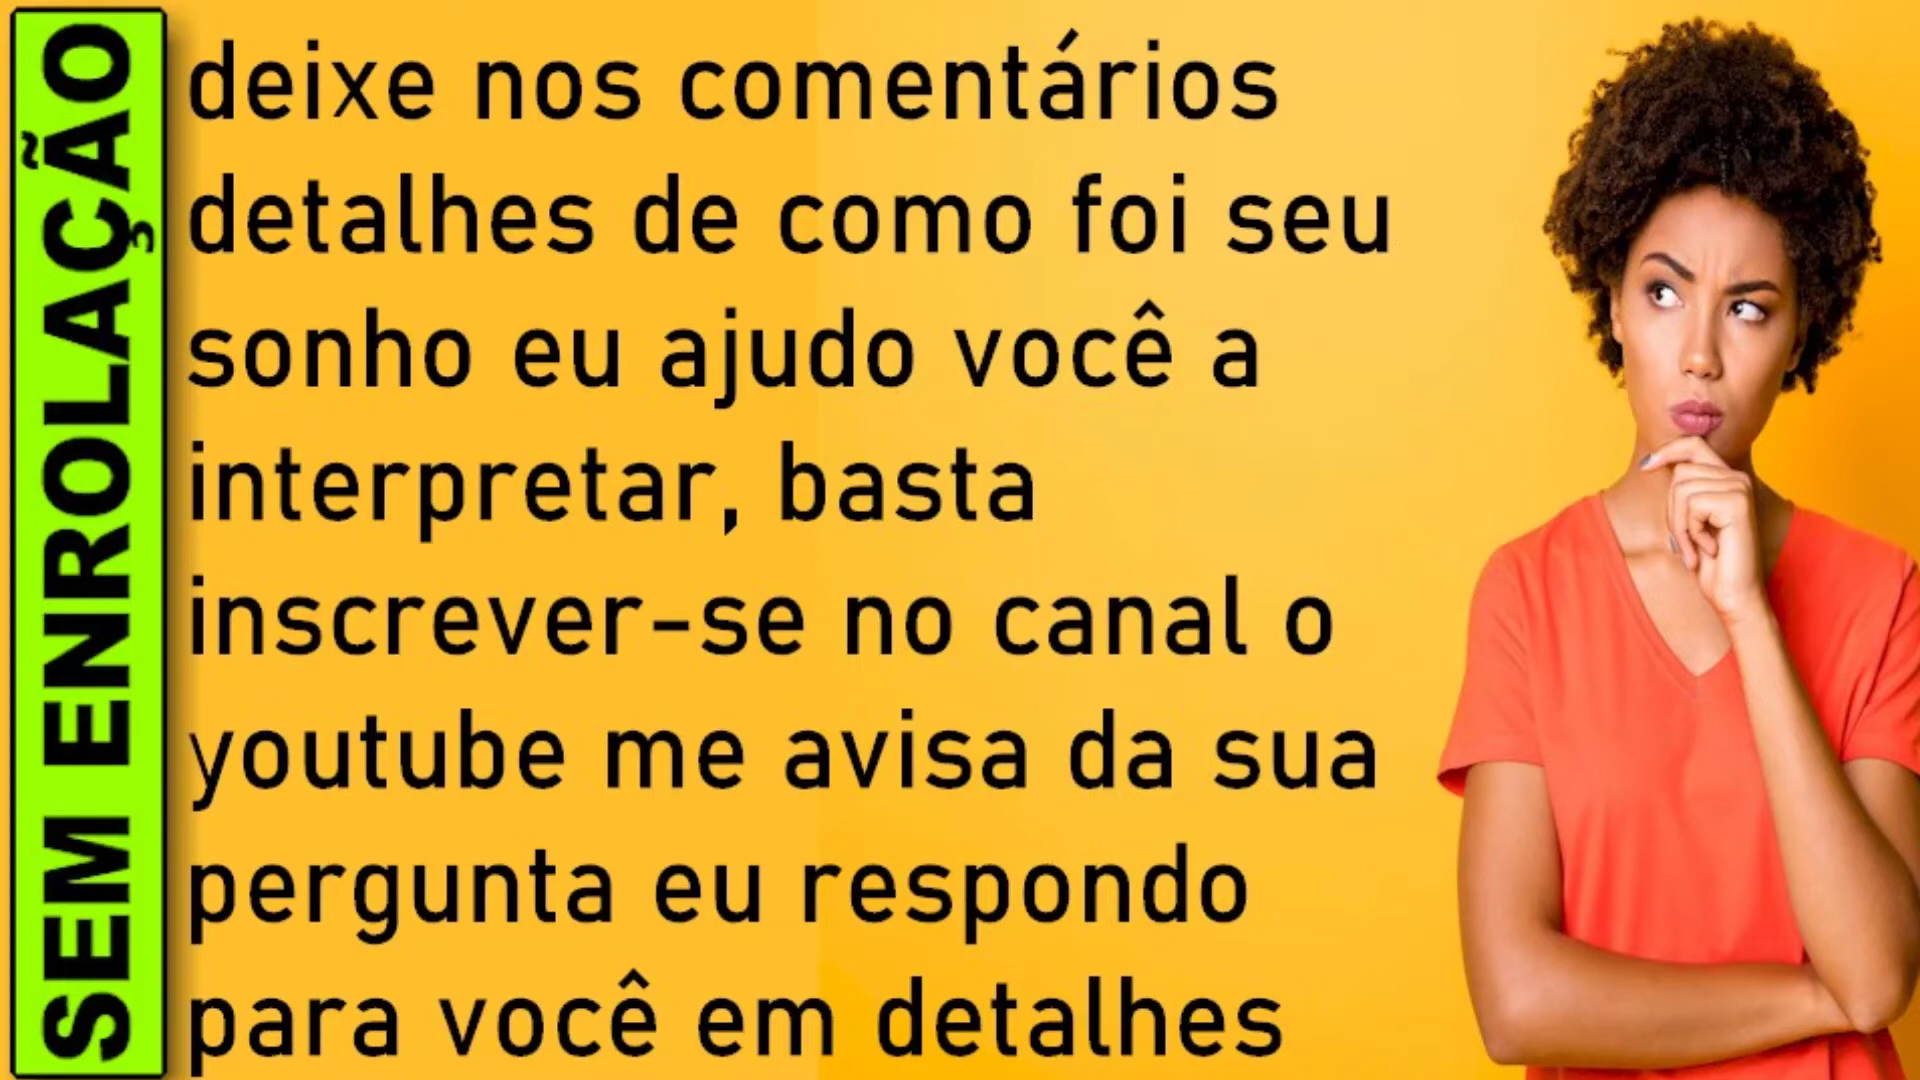 SEM ENROLAÇÃO
deixe nos comentários
detalhes de como foi seu
sonho eu ajudo você a
interpretar, basta
inscrever-se no canal o
youtube me avisa da sua
pergunta eu respondo
para você em detalhes